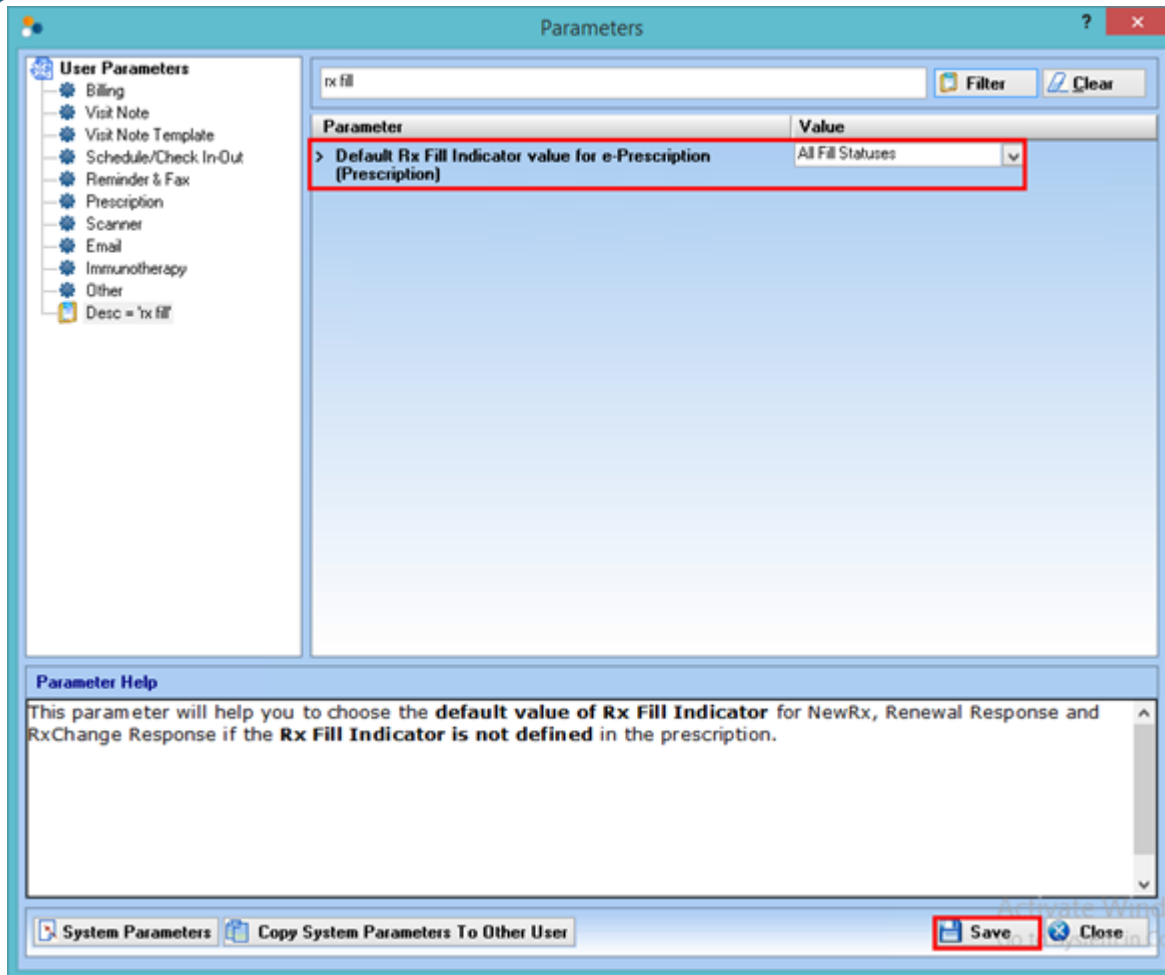 Parameters
?
×
User Parameters
Billing
Visit Note
Visit Note Template
Schedule/Check In-Out
Reminder & Fax
Prescription
Scanner
Email
Immunotherapy
Other
Desc = 'rx fill'
rx fill
Filter
Clear
Parameter Value
> Default Rx Fill Indicator value for e-Prescription
(Prescription)
All Fill Statuses
Parameter Help
This parameter will help you to choose the default value of Rx Fill Indicator for NewRx, Renewal Response and
RxChange Response if the Rx Fill Indicator is not defined in the prescription.
System Parameters
Copy System Parameters To Other User
Save
Close